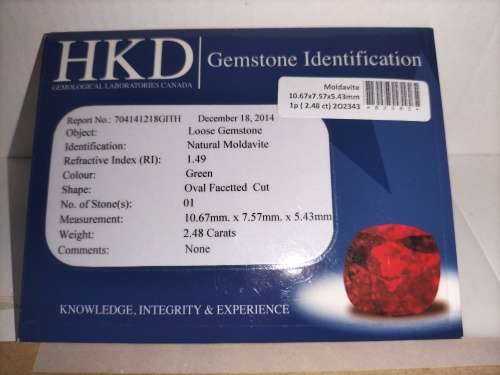 HKD
GEMOLOGICAL LABORATORIES CANADA
Gemstone Identification
Moldavite
10.67x7.57x5.43mm
1p ( 2.48 ct) 2O2343
Report No.: 704141218GITH December 18, 2014
Object: Loose Gemstone
Identification: Natural Moldavite
Refractive Index (RI): 1.49
Colour: Green
Shape: Oval Facetted Cut
No. of Stone(s): 01
Measurement: 10.67mm. x 7.57mm x 5.43mm
Weight: 2.48 Carats
Comments: None
KNOWLEDGE, INTEGRITY & EXPERIENCE